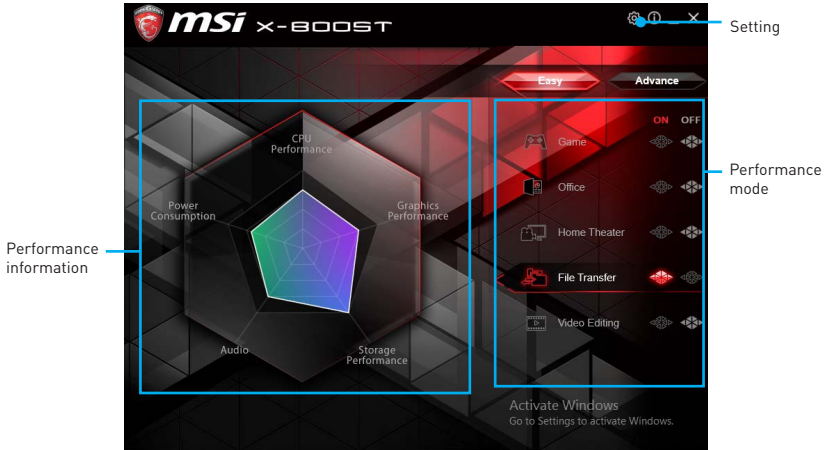 msi X-BOOST
Setting
Easy
Advance
ON OFF
Game
Office
Home Theater
File Transfer
Video Editing
Performance
mode
CPU
Performance
Graphics
Performance
Storage
Performance
Audio
Power
Consumption
Performance
information
Activate Windows
Go to Settings to activate Windows.